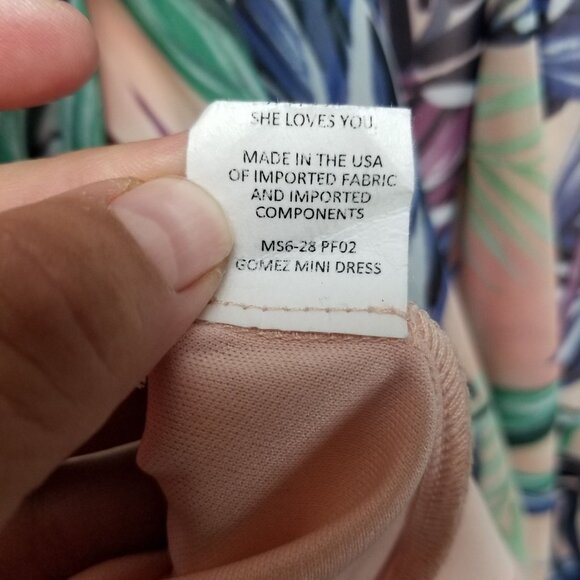 SHE LOVES YOU.
MADE IN THE USA
OF IMPORTED FABRIC
AND IMPORTED
COMPONENTS
MS6-28 PF02
GOMEZ MINI DRESS